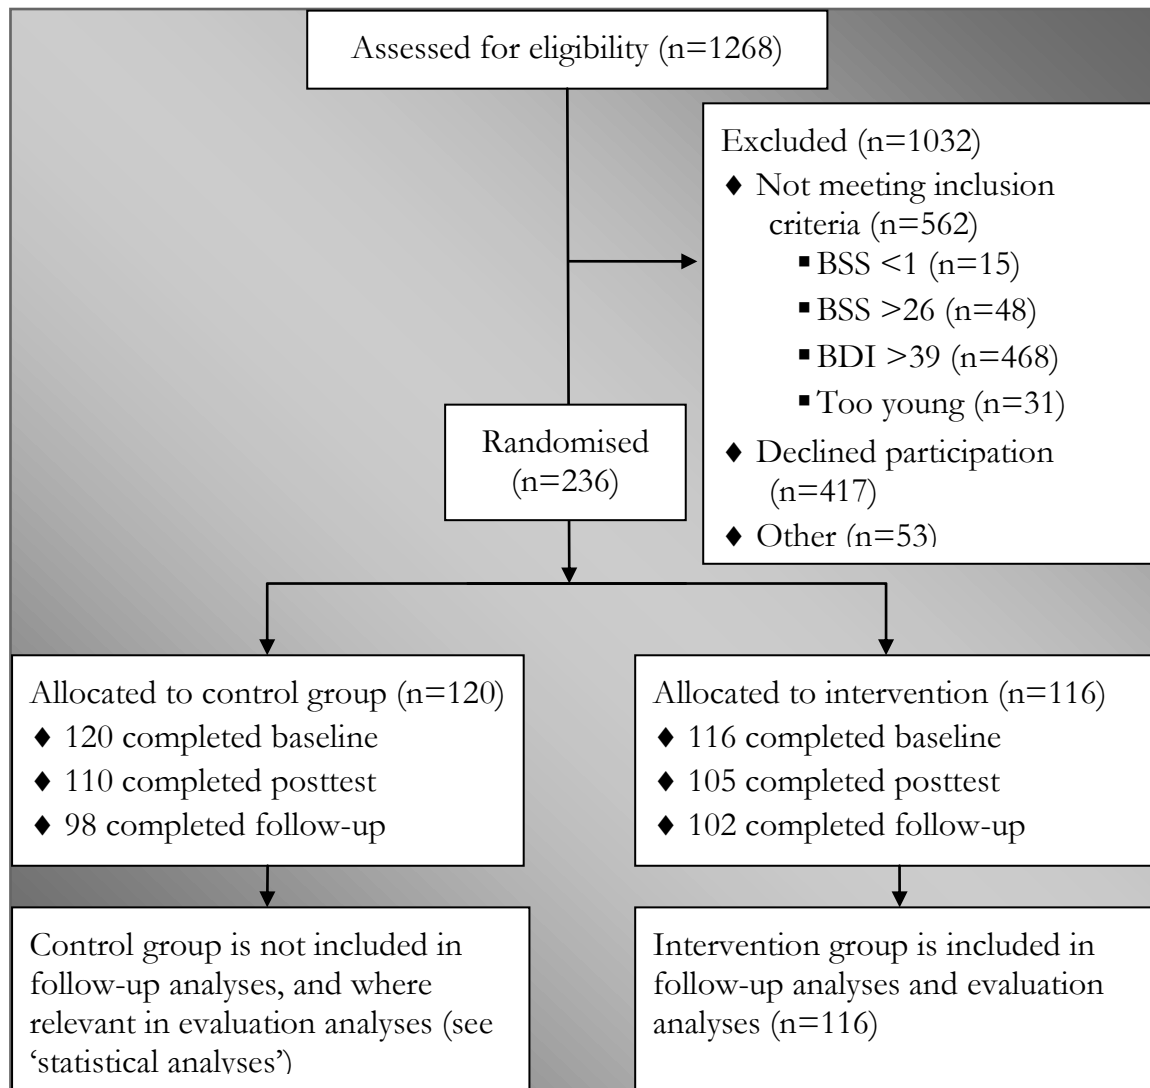 Assessed for eligibility (n=1268)
Excluded (n=1032)
♦ Not meeting inclusion
criteria (n=562)
▪ BSS <1 (n=15)
▪ BSS >26 (n=48)
▪ BDI >39 (n=468)
▪ Too young (n=31)
♦ Declined participation
(n=417)
♦ Other (n=53)
Randomised
(n=236)
Allocated to control group (n=120)
♦ 120 completed baseline
♦ 110 completed posttest
♦ 98 completed follow-up
Allocated to intervention (n=116)
♦ 116 completed baseline
♦ 105 completed posttest
♦ 102 completed follow-up
Control group is not included in
follow-up analyses, and where
relevant in evaluation analyses (see
‘statistical analyses’)
Intervention group is included in
follow-up analyses and evaluation
analyses (n=116)